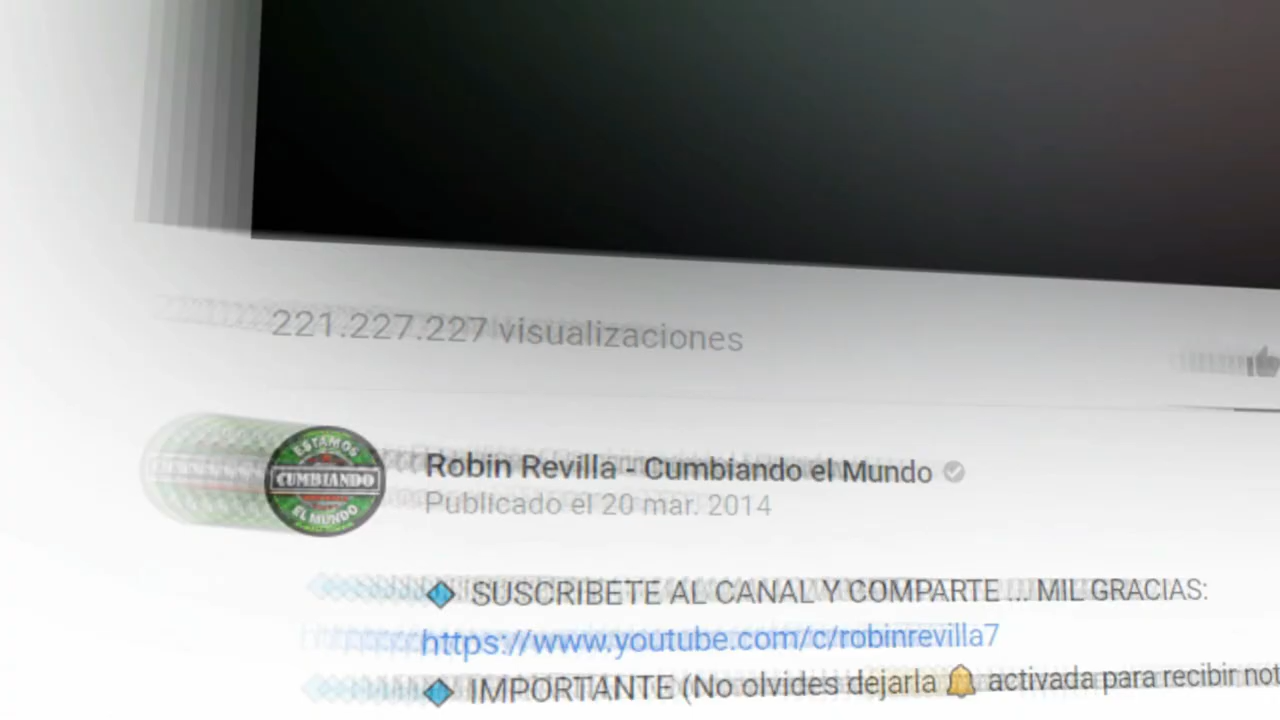 221.227.227 visualizaciones
ESTAMOS
CUMBIANDO
EL MUNDO
Robin Revilla - Cumbiando el Mundo
Publicado el 20 mar. 2014
SUSCRIBETE AL CANAL Y COMPARTE ... MIL GRACIAS:
https://www.youtube.com/c/robinrevilla7
IMPORTANTE (No olvides dejarla 🔔 activada para recibir not